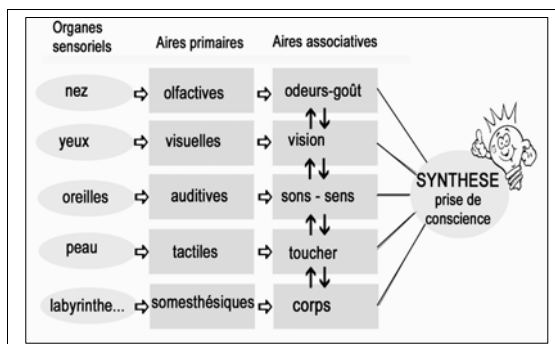 Organes
sensoriels
Aires primaires
Aires associatives
nez
olfactives
odeurs-goût
yeux
visuelles
vision
oreilles
auditives
sons - sens
peau
tactiles
toucher
labyrinthe...
somesthésiques
corps
SYNTHESE
prise de
conscience